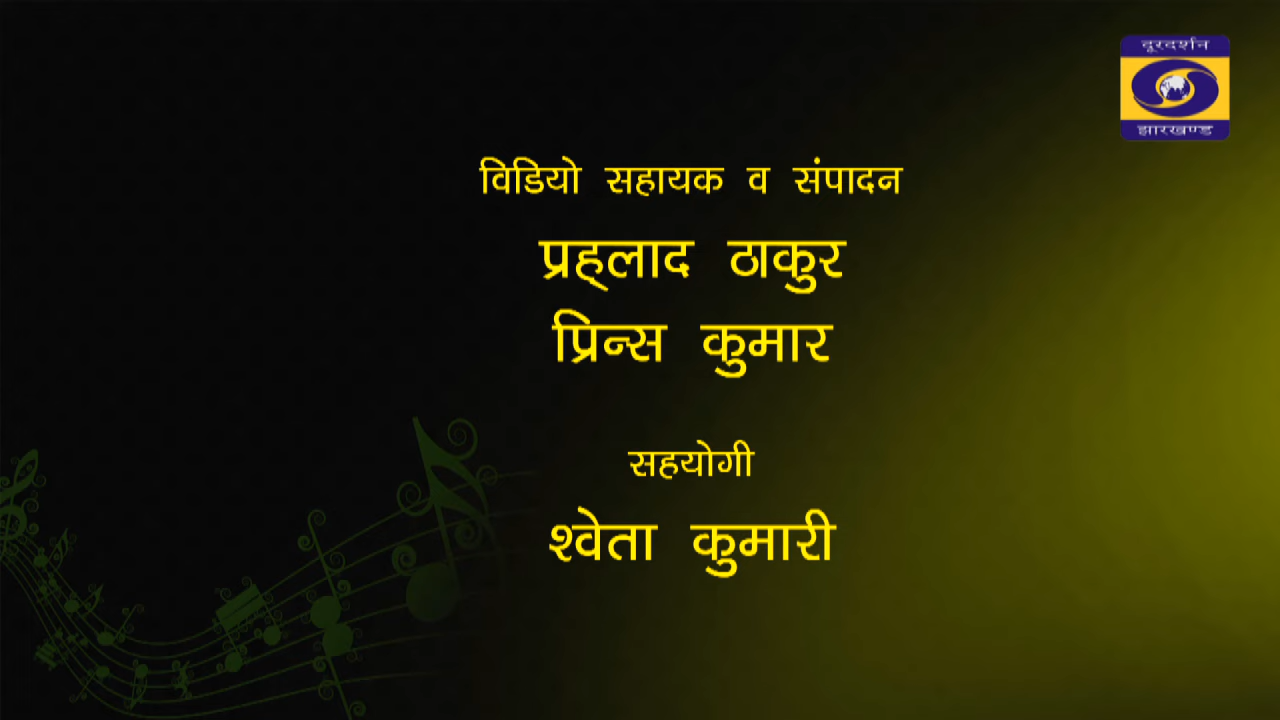 दूरदर्शन
झारखण्ड
विडियो सहायक व संपादन
प्रह्लाद ठाकुर
प्रिन्स कुमार
सहयोगी
श्वेता कुमारी